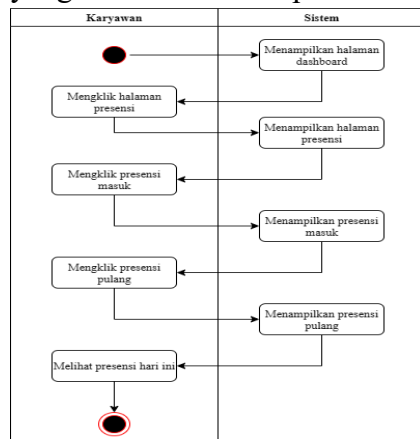 Karyawan
Sistem
Menampilkan halaman
dashboard
Mengklik halaman
presensi
Menampilkan halaman
presensi
Mengklik presensi
masuk
Menampilkan presensi
masuk
Mengklik presensi
pulang
Menampilkan presensi
pulang
Melihat presensi hari ini